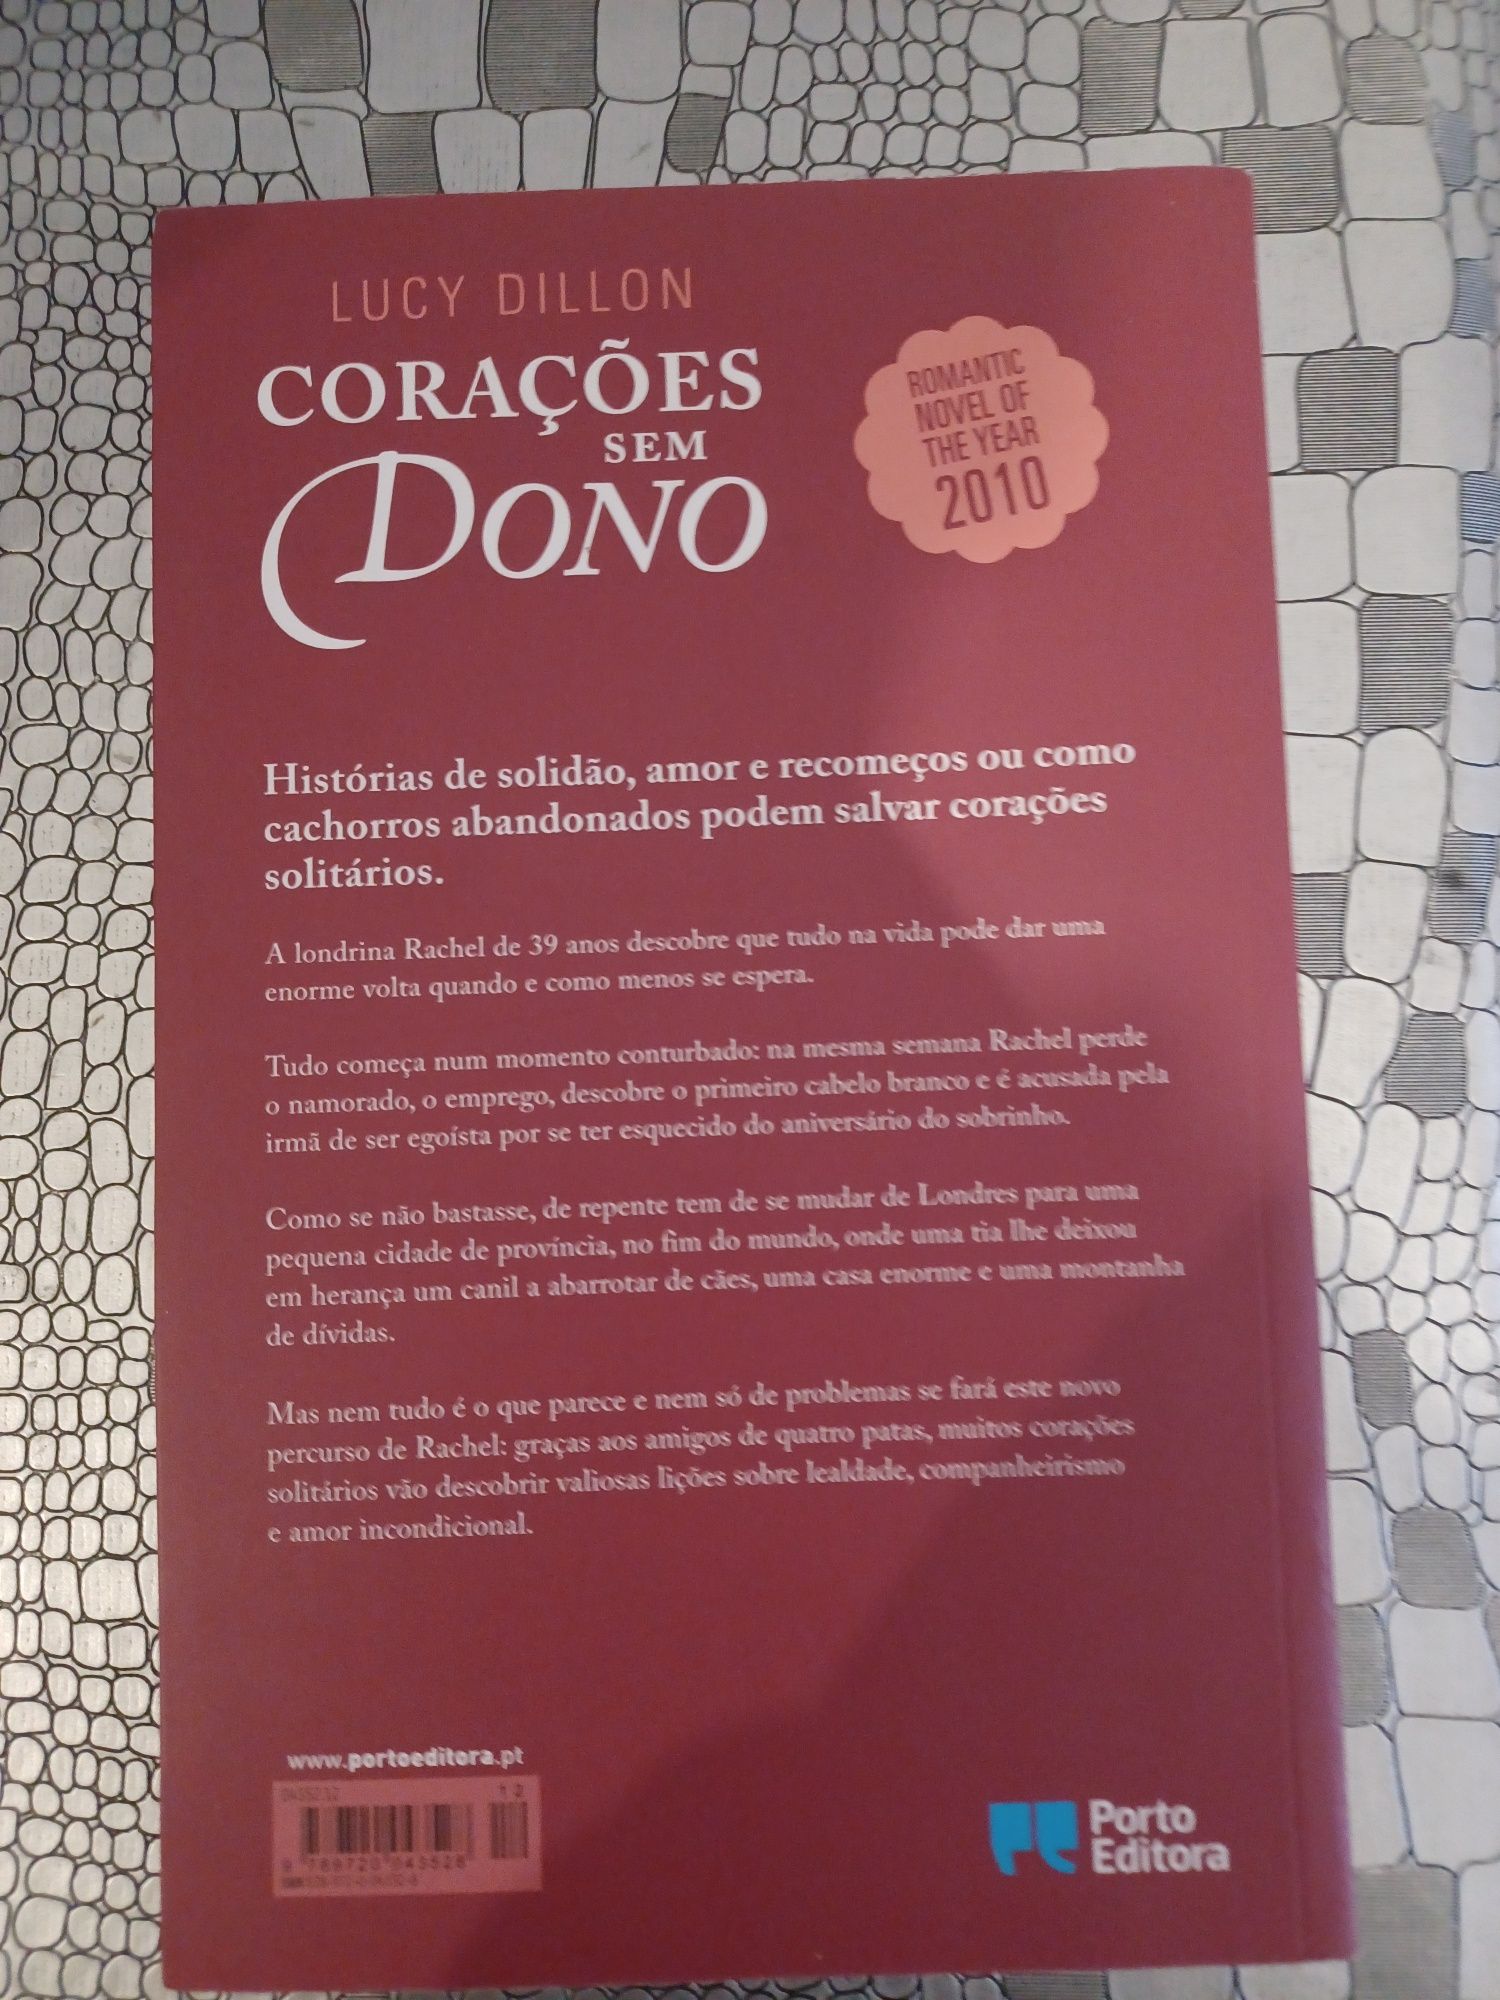 LUCY DILLON
CORAÇÕES
SEM
DONO
ROMANTIC
NOVEL OF
THE YEAR
2010
Histórias de solidão, amor e recomeços ou como
cachorros abandonados podem salvar corações
solitários.
A londrina Rachel de 39 anos descobre que tudo na vida pode dar uma
enorme volta quando e como menos se espera.
Tudo começa num momento conturbado: na mesma semana Rachel perde
o namorado, o emprego, descobre o primeiro cabelo branco e é acusada pela
irmã de ser egoísta por se ter esquecido do aniversário do sobrinho.
Como se não bastasse, de repente tem de se mudar de Londres para uma
pequena cidade de província, no fim do mundo, onde uma tia lhe deixou
em herança um canil a abarrotar de cães, uma casa enorme e uma montanha
de dívidas.
Mas nem tudo é o que parece e nem só de problemas se fará este novo
percurso de Rachel: graças aos amigos de quatro patas, muitos corações
solitários vão descobrir valiosas lições sobre lealdade, companheirismo
e amor incondicional.
www.portoeditora.pt
12
Porto
Editora